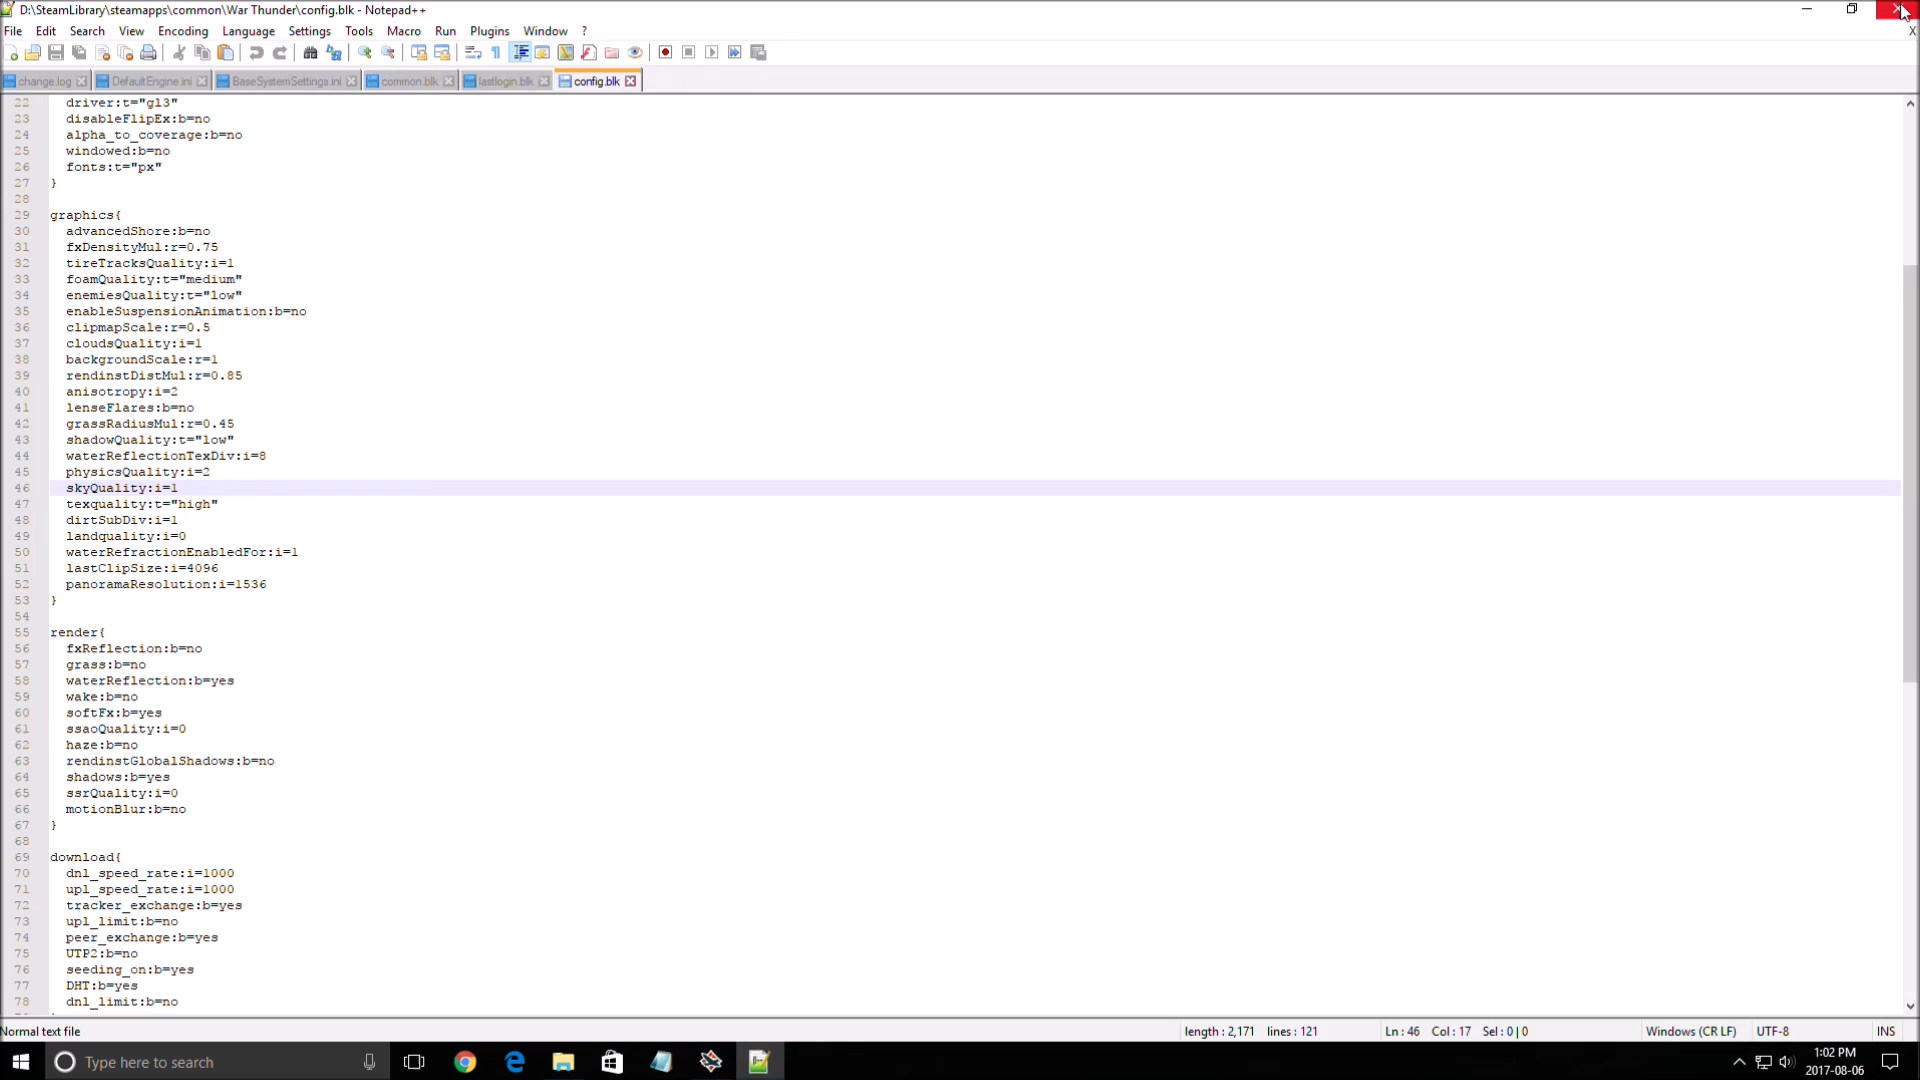 D:\SteamLibrary\steamapps\common\War Thunder\config.blk - Notepad++
File Edit Search View Encoding Language Settings Tools Macro Run Plugins Window ? X
change.log DefaultEngine.ini BaseSystemSettings.ini common.blk lastlogin.blk config.blk
22 driver:t="gl3"
23 disableFlipEx:b=no
24 alpha_to_coverage:b=no
25 windowed:b=no
26 fonts:t="px"
27 }
28
29 graphics{
30 advancedShore:b=no
31 fxDensityMul:r=0.75
32 tireTracksQuality:i=1
33 foamQuality:t="medium"
34 enemiesQuality:t="low"
35 enableSuspensionAnimation:b=no
36 clipmapScale:r=0.5
37 cloudsQuality:i=1
38 backgroundScale:r=1
39 rendinstDistMul:r=0.85
40 anisotropy:i=2
41 lenseFlares:b=no
42 grassRadiusMul:r=0.45
43 shadowQuality:t="low"
44 waterReflectionTexDiv:i=8
45 physicsQuality:i=2
46 skyQuality:i=1
47 texquality:t="high"
48 dirtSubDiv:i=1
49 landquality:i=0
50 waterRefractionEnabledFor:i=1
51 lastClipSize:i=4096
52 panoramaResolution:i=1536
53 }
54
55 render{
56 fxReflection:b=no
57 grass:b=no
58 waterReflection:b=yes
59 wake:b=no
60 softFx:b=yes
61 ssaoQuality:i=0
62 haze:b=no
63 rendinstGlobalShadows:b=no
64 shadows:b=yes
65 ssrQuality:i=0
66 motionBlur:b=no
67 }
68
69 download{
70 dnl_speed_rate:i=1000
71 upl_speed_rate:i=1000
72 tracker_exchange:b=yes
73 upl_limit:b=no
74 peer_exchange:b=yes
75 UTP2:b=no
76 seeding_on:b=yes
77 DHT:b=yes
78 dnl_limit:b=no
Normal text file length : 2,171 lines : 121 Ln : 46 Col : 17 Sel : 0 | 0 Windows (CR LF) UTF-8 INS
Type here to search 1:02 PM
2017-08-06